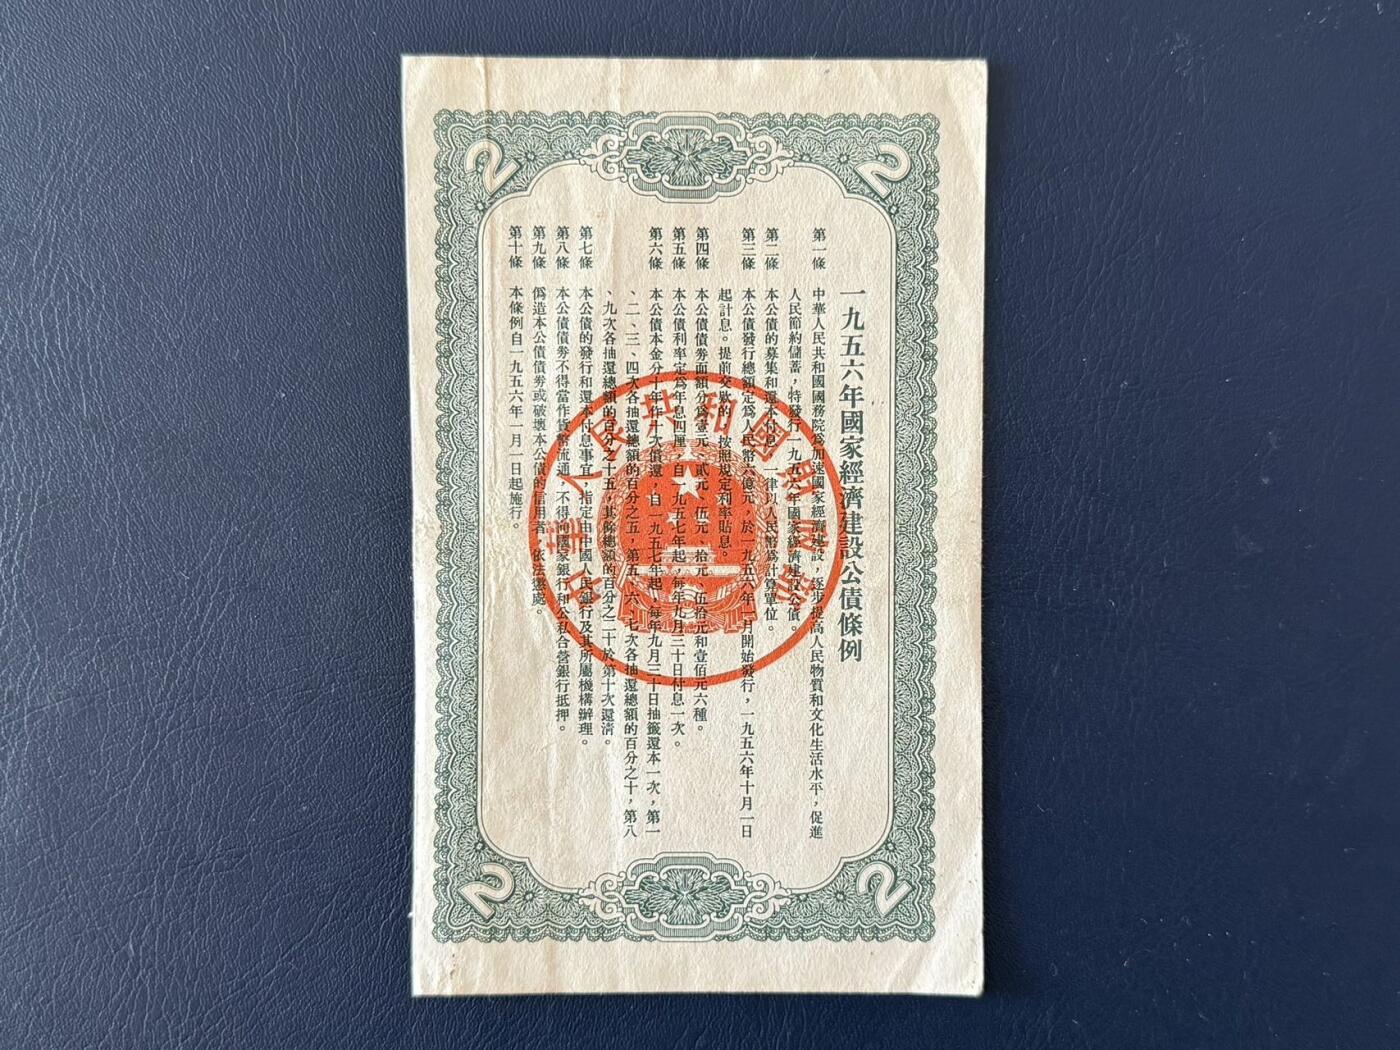 一九五六年國家經濟建設公債條例
第一條 中華人民共和國國務院爲加速國家經濟建設，逐步提高人民物質和文化生活水平，促進
人民節約儲蓄，特發行一九五六年國家經濟建設公債。
第二條 本公債的募集和還本付息，一律以人民幣爲計算單位。
第三條 本公債發行總額定爲人民幣六億元，於一九五六年一月開始發行，一九五六年十月一日
起計息。提前交欵的，按照規定利率貼息。
第四條 本公債債券面額分爲壹元、貳元、伍元、拾元、伍拾元和壹佰元六種。
第五條 本公債利率定爲年息四厘，自一九五七年起，每年九月三十日付息一次。
第六條 本公債本金分十年作十次償還，自一九五七年起，每年九月三十日抽籤還本一次，第一
、二、三、四次各抽還總額的百分之五，第五、六、七次各抽還總額的百分之十，第八
、九次各抽還總額的百分之十五，其餘總額的百分之二十於第十次還清。
第七條 本公債的發行和還本付息事宜，指定由中國人民銀行及其所屬機構辦理。
第八條 本公債債券不得當作貨幣流通，不得向國家銀行和公私合營銀行抵押。
第九條 僞造本公債債券或破壞本公債的信用者，依法懲處。
第十條 本條例自一九五六年一月一日起施行。
中華人民共和國財政部
2
2
2
2